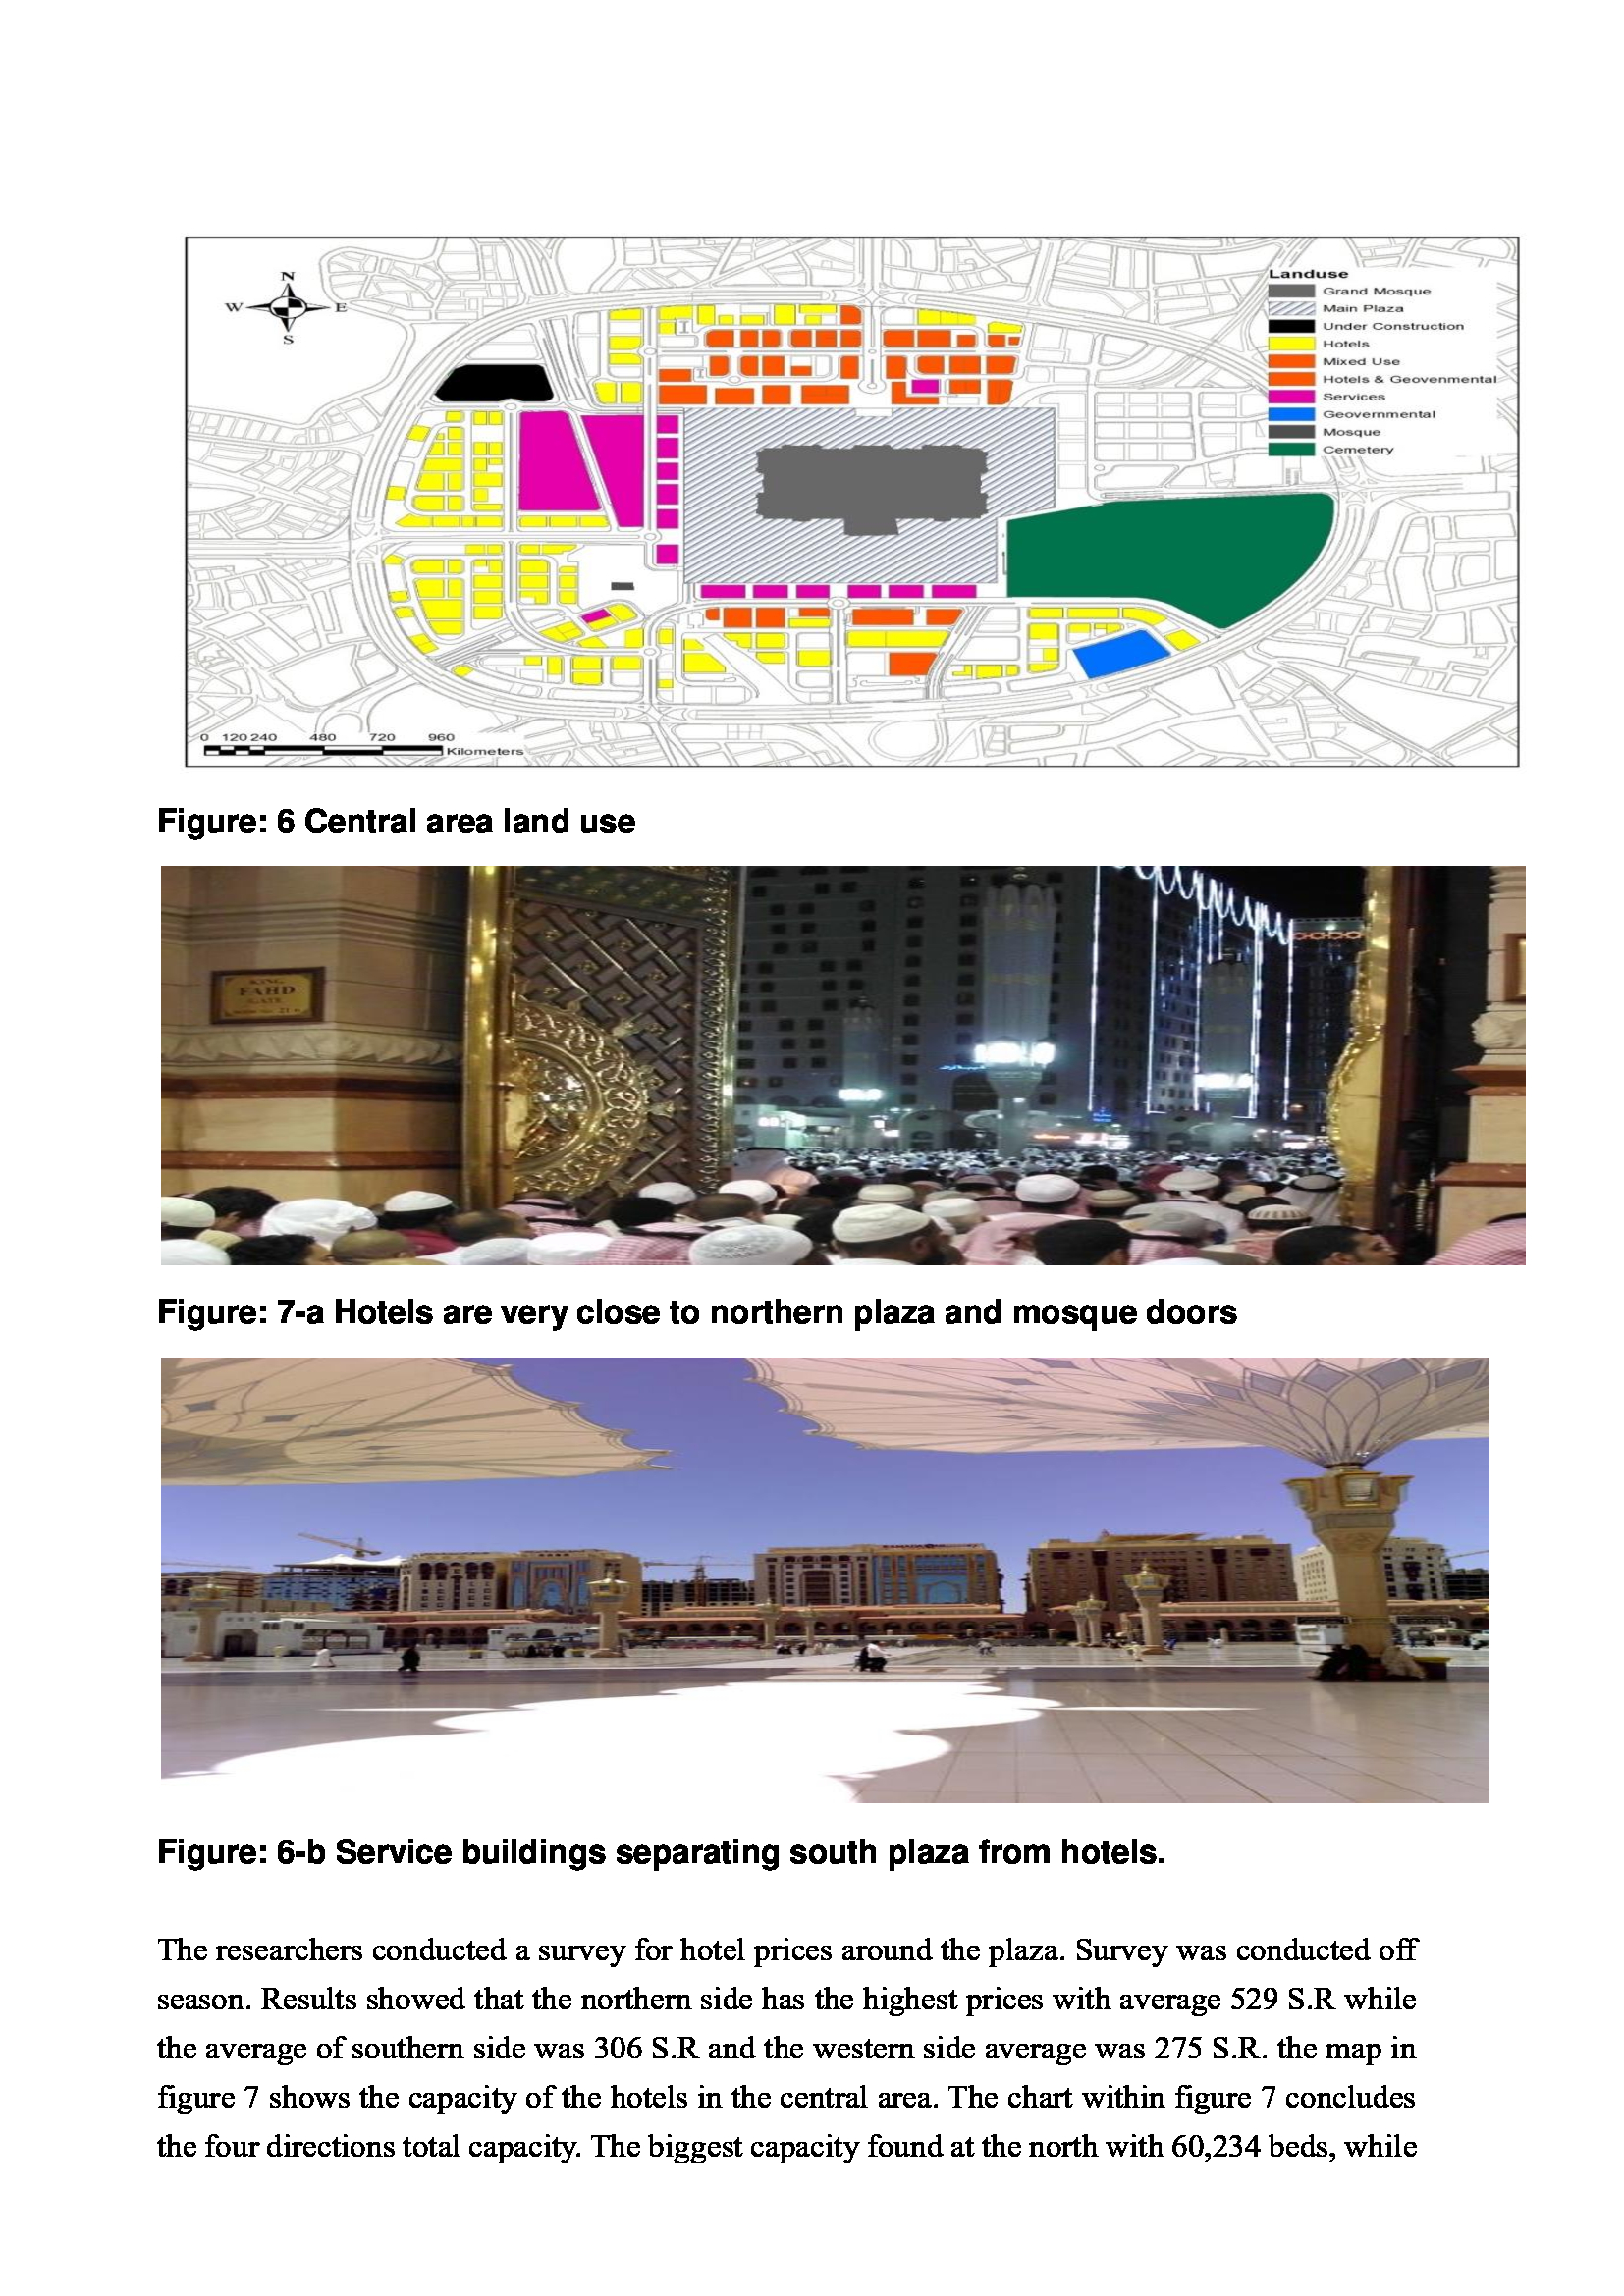 N
W E
S
Landuse
Grand Mosque
Main Plaza
Under Construction
Hotels
Mixed Use
Hotels & Geovenmental
Services
Geovernmental
Mosque
Cemetery
0 120 240 480 720 960
Kilometers
Figure: 6 Central area land use
KING
FAHD
GATE
Figure: 7-a Hotels are very close to northern plaza and mosque doors
Figure: 6-b Service buildings separating south plaza from hotels.
The researchers conducted a survey for hotel prices around the plaza. Survey was conducted off
season. Results showed that the northern side has the highest prices with average 529 S.R while
the average of southern side was 306 S.R and the western side average was 275 S.R. the map in
figure 7 shows the capacity of the hotels in the central area. The chart within figure 7 concludes
the four directions total capacity. The biggest capacity found at the north with 60,234 beds, while